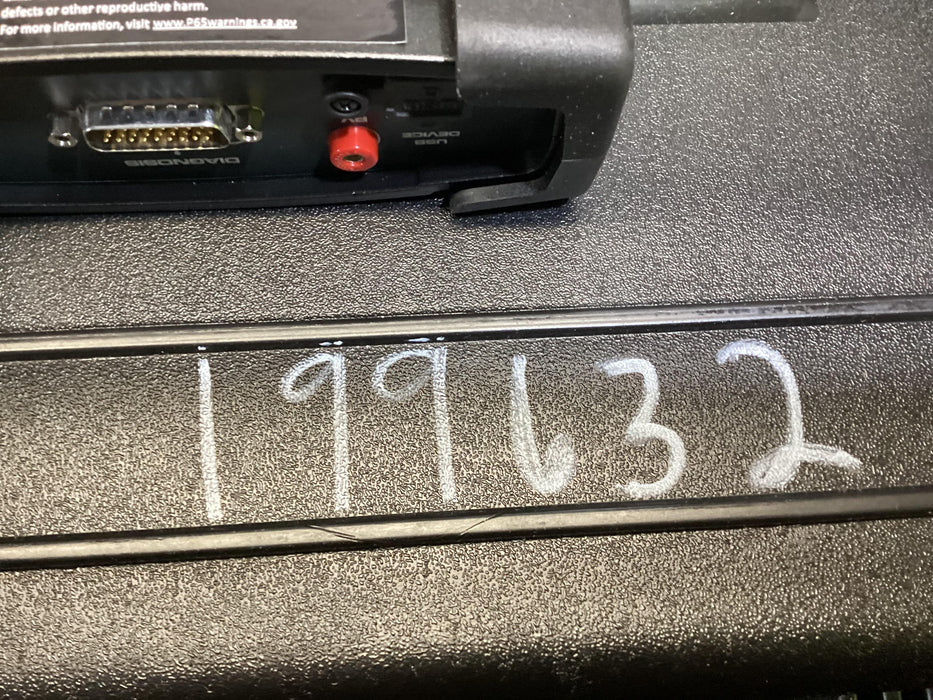 defects or other reproductive harm.
For more information, visit www.P65warnings.ca.gov
DIAGNOSIS
USB
DEVICE
199632